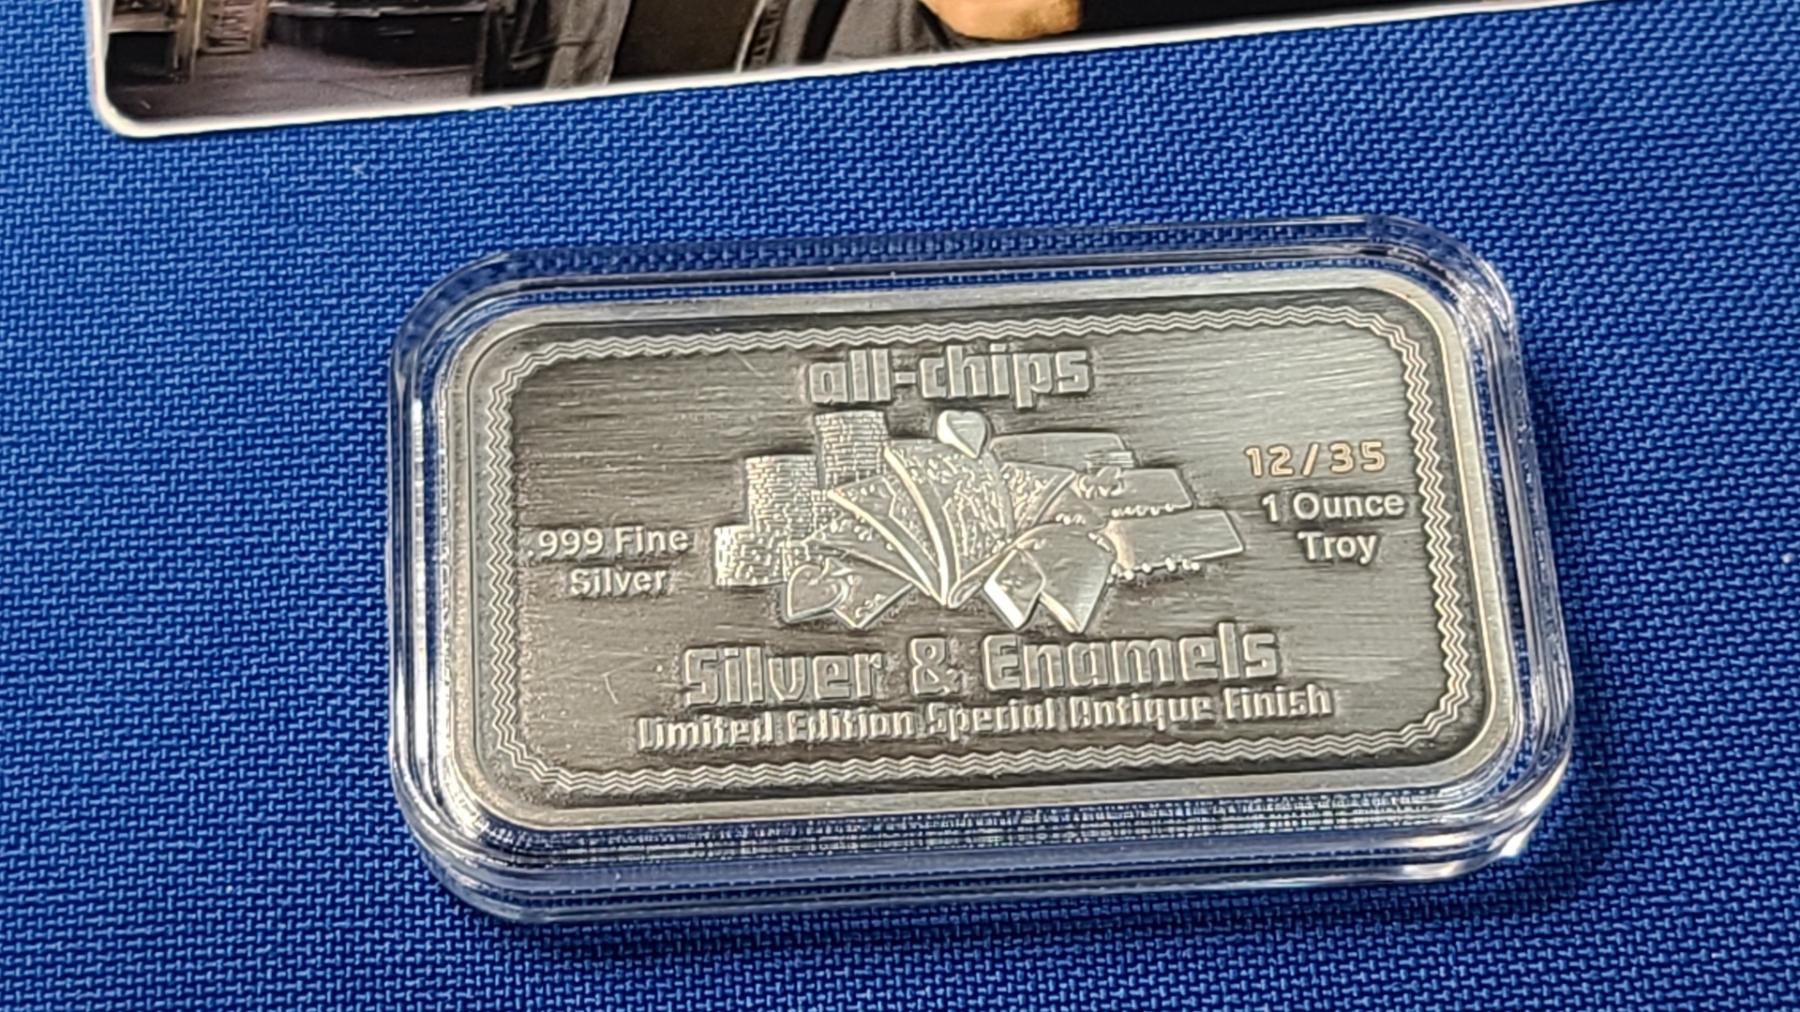 all-chips
12/35
.999 Fine
Silver
1 Ounce
Troy
Silver & Enamels
Limited Edition Special Antique Finish